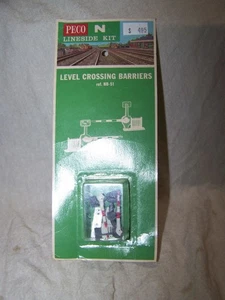 PECO N
LINESIDE KIT
LEVEL CROSSING BARRIERS